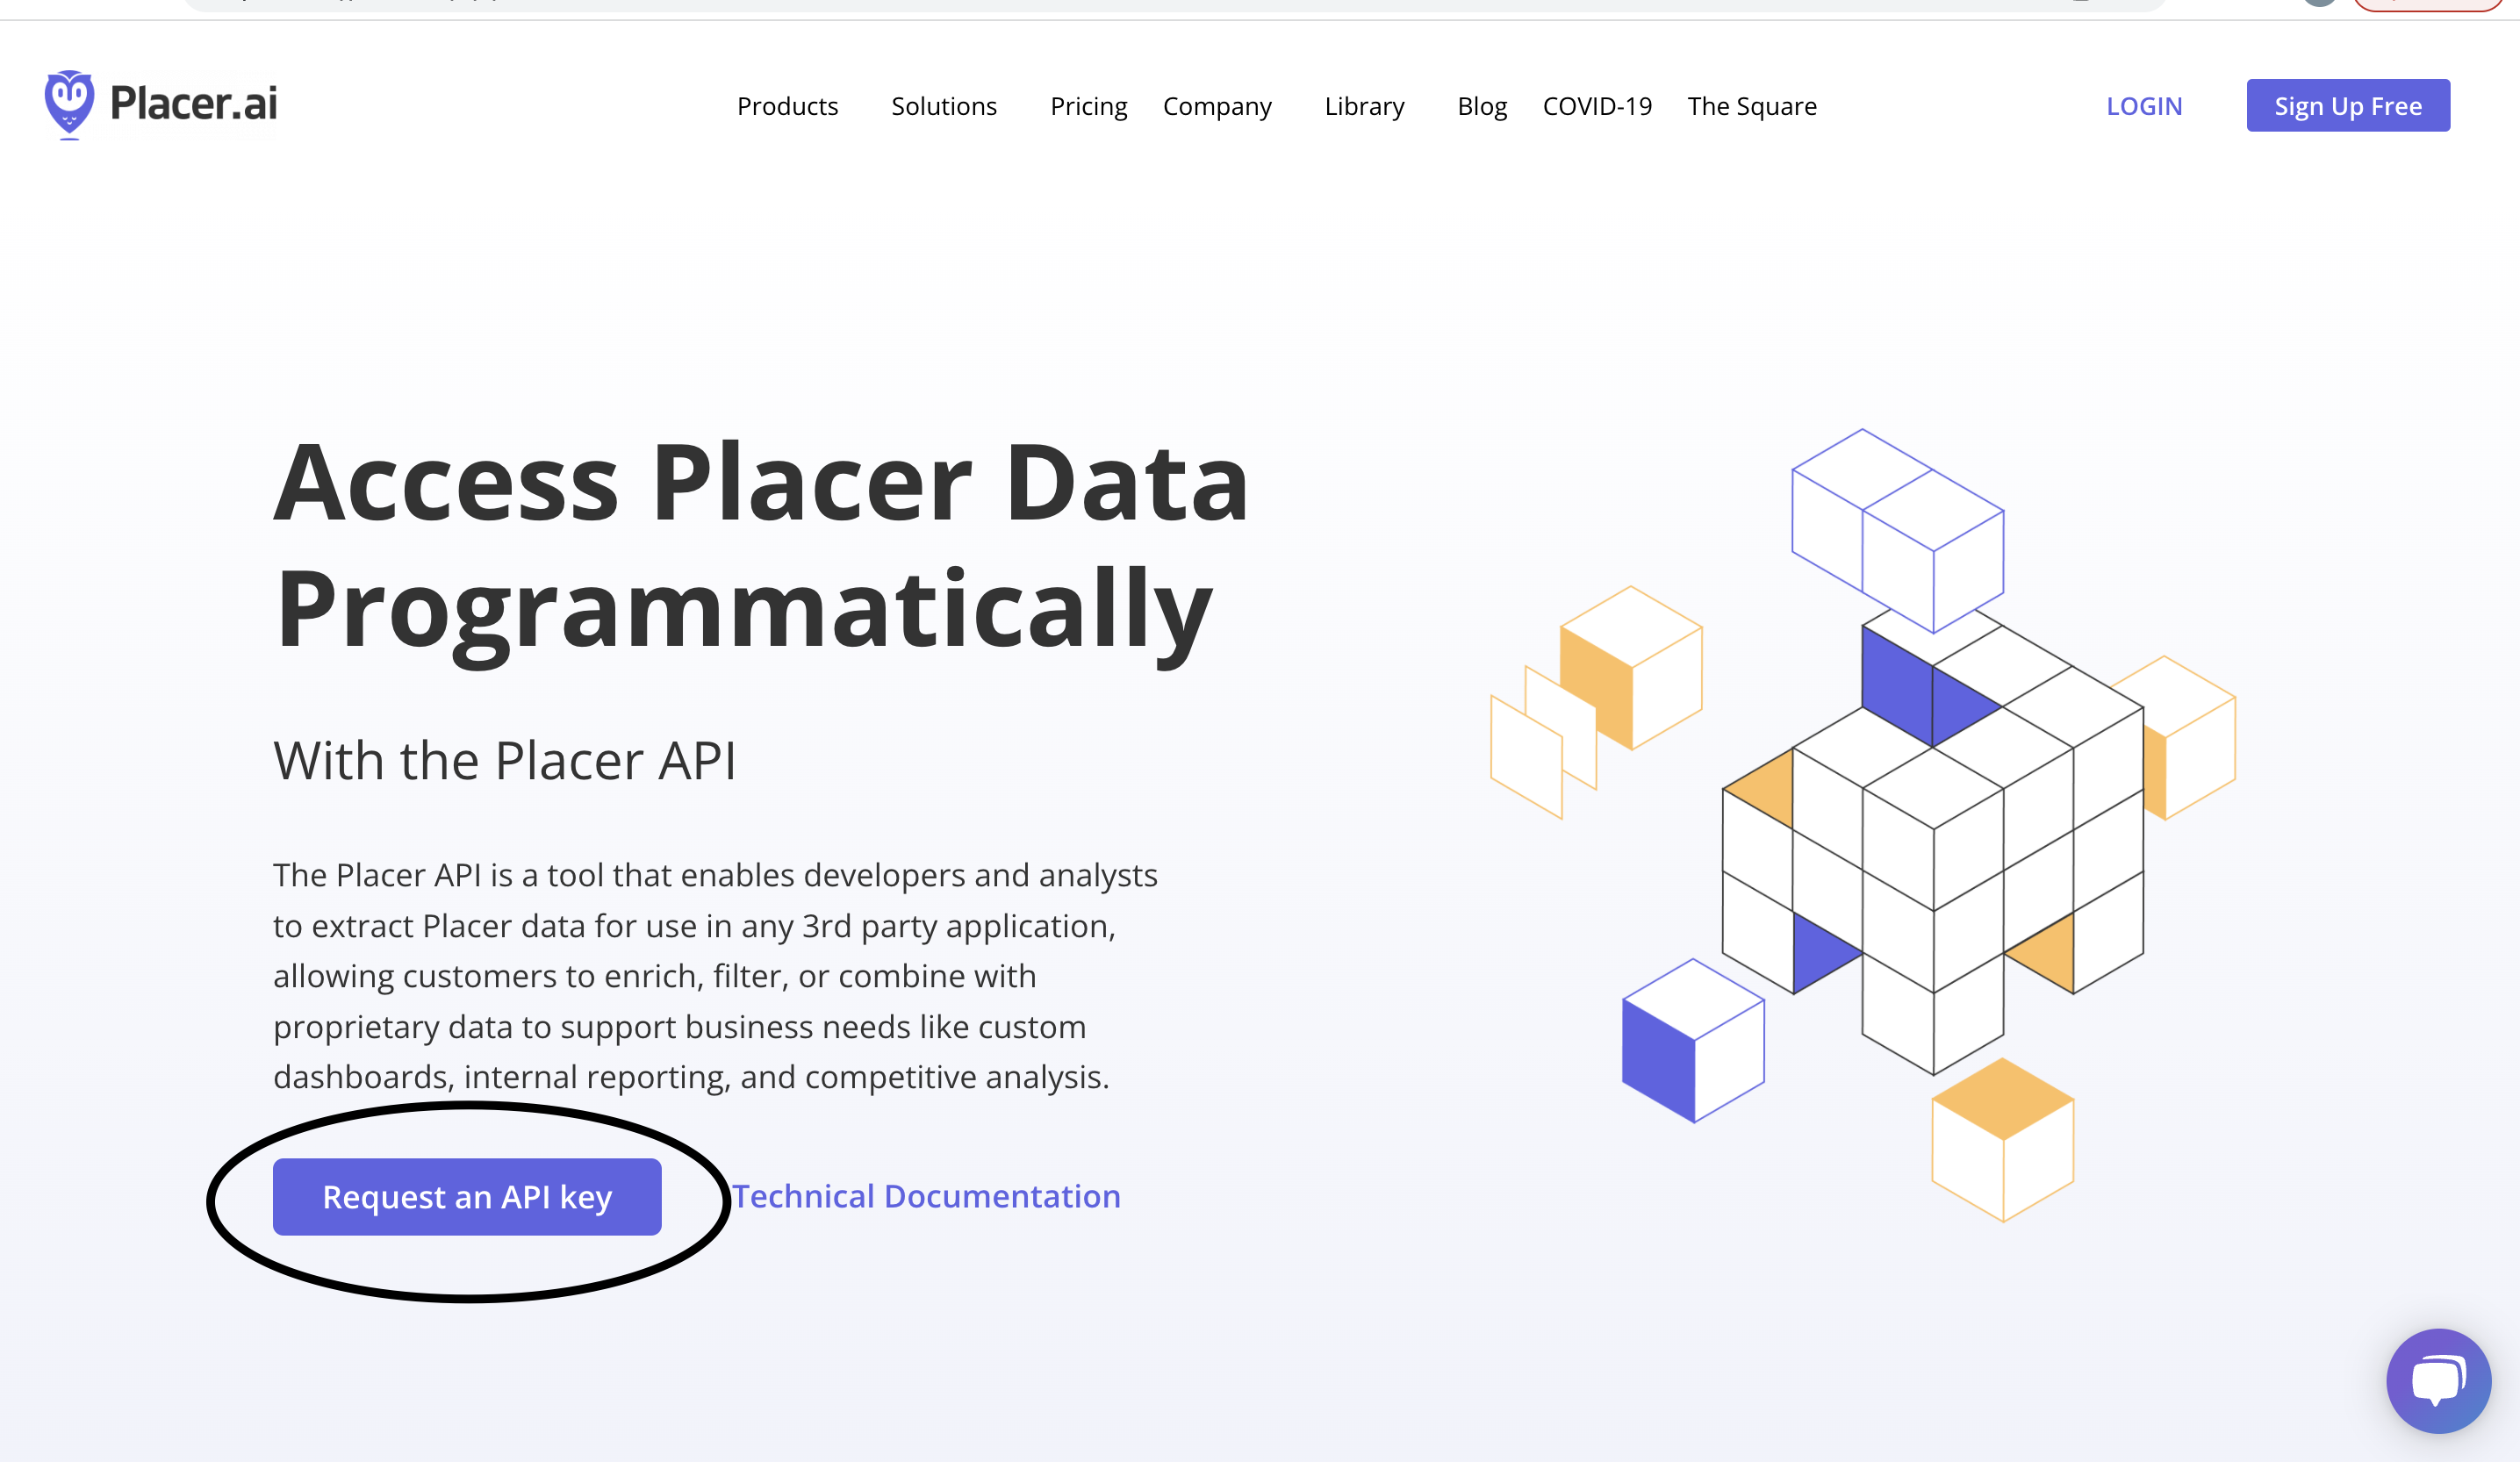 Placer.ai
Products Solutions Pricing Company Library Blog COVID-19 The Square
LOGIN
Sign Up Free
Access Placer Data
Programmatically
With the Placer API
The Placer API is a tool that enables developers and analysts
to extract Placer data for use in any 3rd party application,
allowing customers to enrich, filter, or combine with
proprietary data to support business needs like custom
dashboards, internal reporting, and competitive analysis.
Request an API key
Technical Documentation